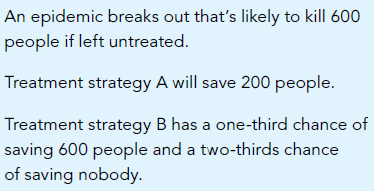 An epidemic breaks out that’s likely to kill 600
people if left untreated.
Treatment strategy A will save 200 people.
Treatment strategy B has a one-third chance of
saving 600 people and a two-thirds chance
of saving nobody.